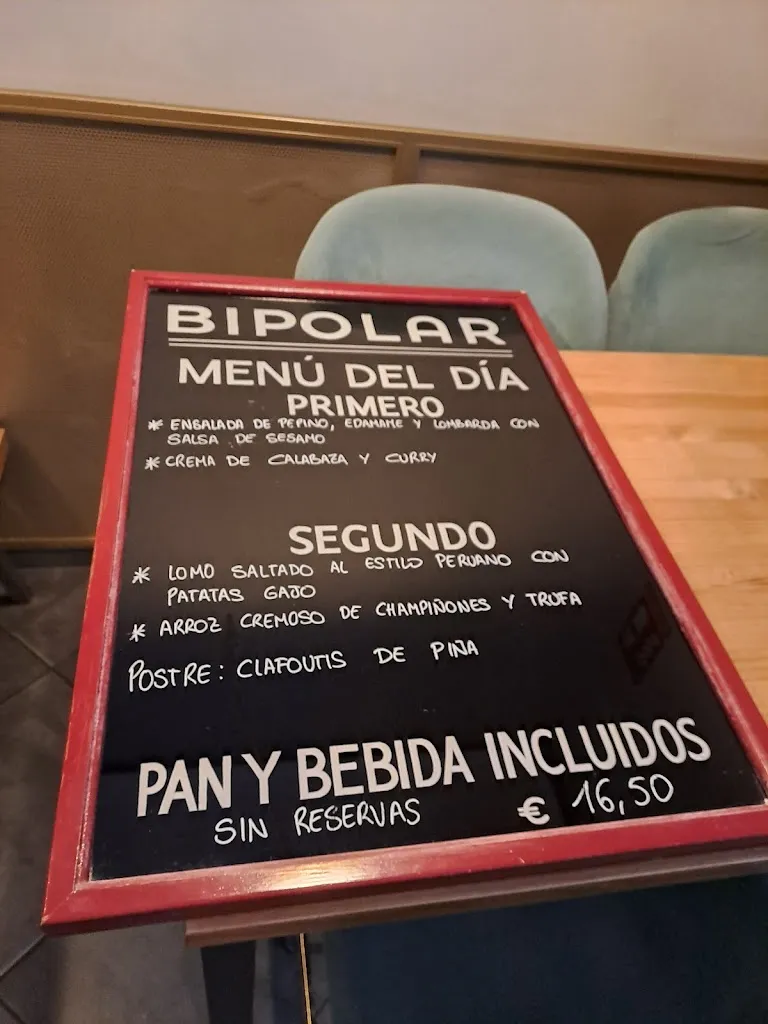 BIPOLAR
MENÚ DEL DÍA
PRIMERO
* ENSALADA DE PEPINO, EDAMAME Y LOMBARDA CON
SALSA DE SESAMO
* CREMA DE CALABAZA Y CURRY
SEGUNDO
* LOMO SALTADO AL ESTILO PERUANO CON
PATATAS GAJO
* ARROZ CREMOSO DE CHAMPIÑONES Y TRUFA
POSTRE: CLAFOUTIS DE PIÑA
PAN Y BEBIDA INCLUIDOS
SIN RESERVAS € 16,50